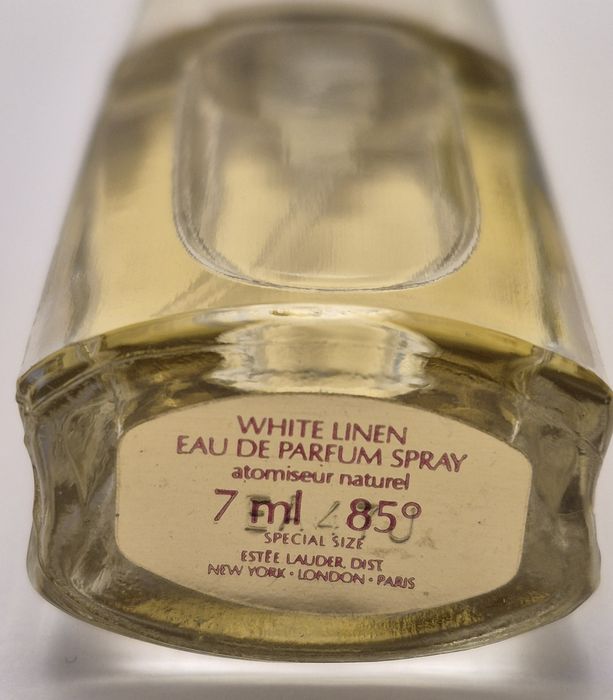 WHITE LINEN
EAU DE PARFUM SPRAY
atomiseur naturel
7 ml 85°
SPECIAL SIZE
ESTÉE LAUDER, DIST.
NEW YORK · LONDON · PARIS